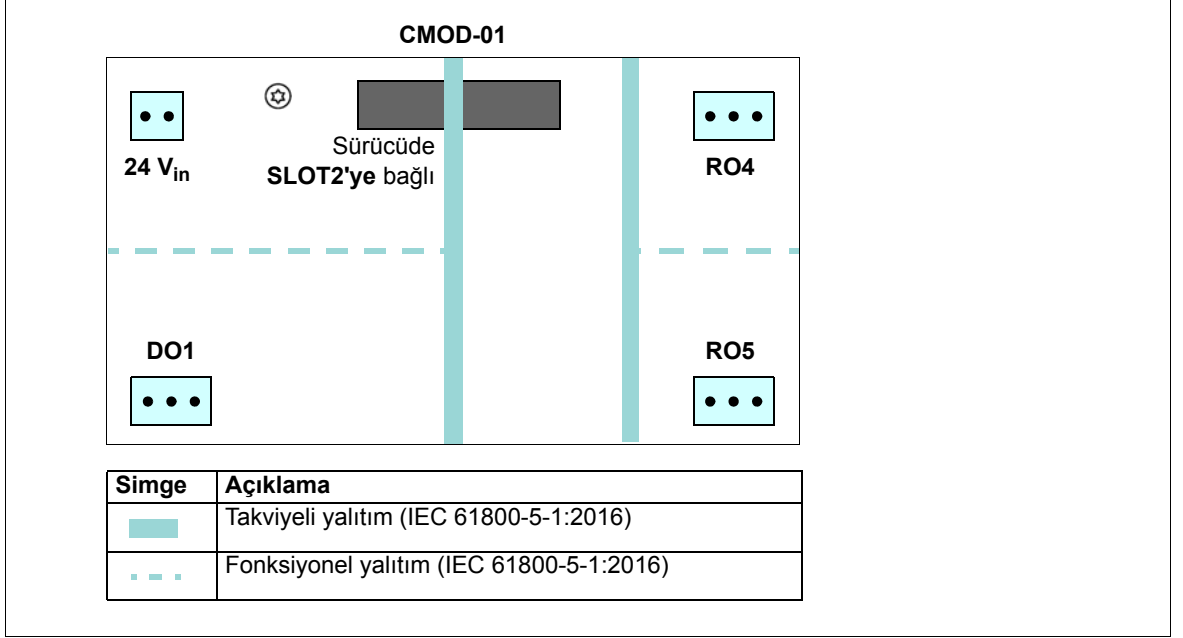 CMOD-01
Sürücüde
SLOT2'ye bağlı
24 Vin
RO4
DO1
RO5
Simge Açıklama
Takviyeli yalıtım (IEC 61800-5-1:2016)
Fonksiyonel yalıtım (IEC 61800-5-1:2016)